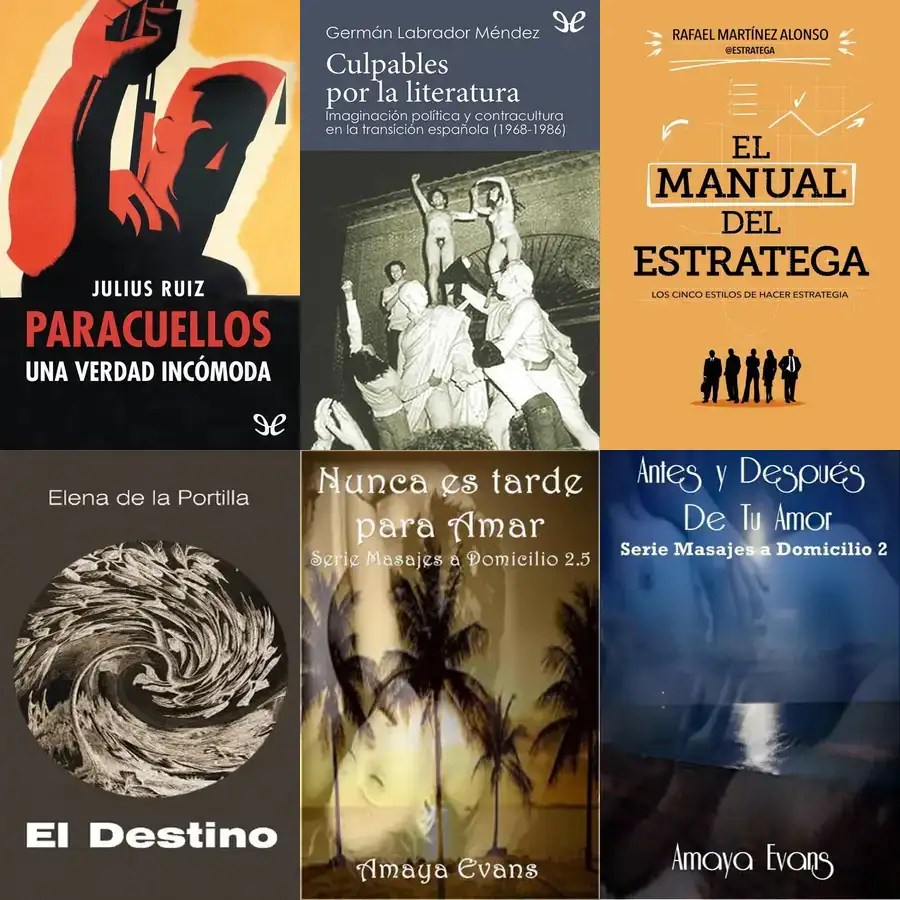 JULIUS RUIZ
PARACUELLOS
UNA VERDAD INCÓMODA
Germán Labrador Méndez
Culpables
por la literatura
Imaginación política y contracultura
en la transición española (1968-1986)
RAFAEL MARTÍNEZ ALONSO
@ESTRATEGA
EL
MANUAL
DEL
ESTRATEGA
LOS CINCO ESTILOS DE HACER ESTRATEGIA
Elena de la Portilla
El Destino
Nunca es tarde
para Amar
Serie Masajes a Domicilio 2.5
Amaya Evans
Antes y Después
De Tu Amor
Serie Masajes a Domicilio 2
Amaya Evans